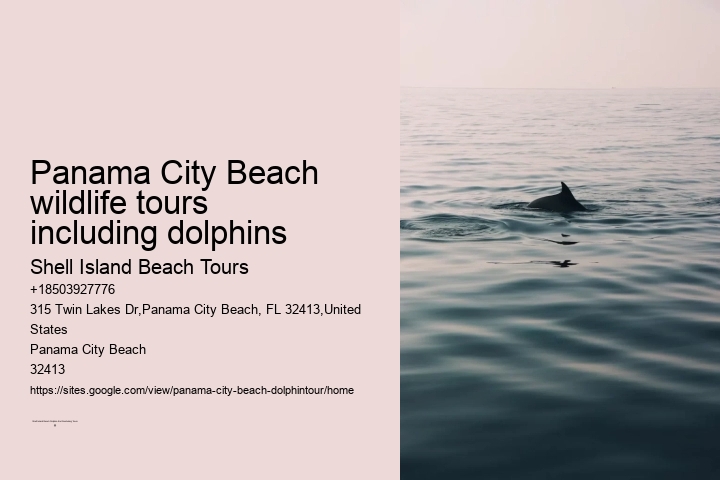 Panama City Beach
wildlife tours
including dolphins
Shell Island Beach Tours
+18503927776
315 Twin Lakes Dr,Panama City Beach, FL 32413,United
States
Panama City Beach
32413
https://sites.google.com/view/panama-city-beach-dolphintour/home